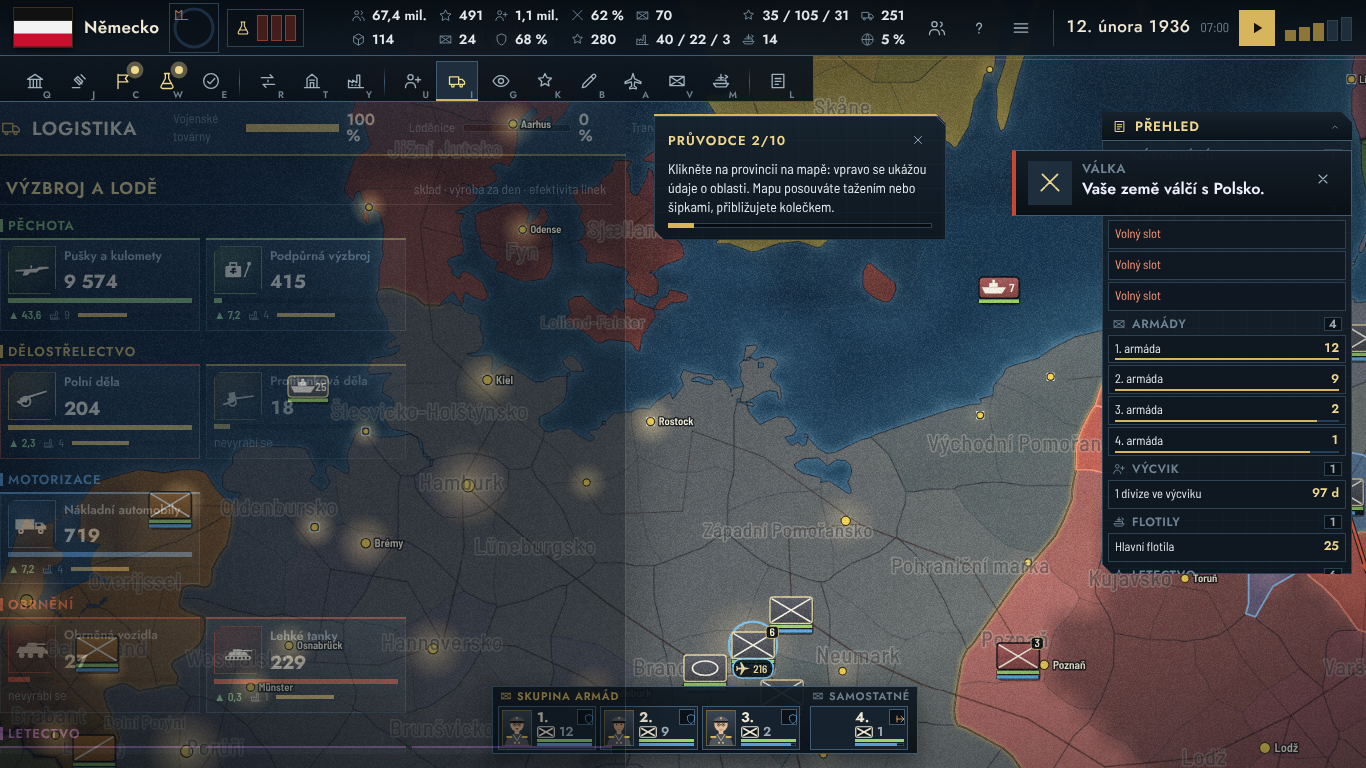 Německo
67,4 mil.
491
1,1 mil.
62 %
70
35 / 105 / 31
251
114
24
68 %
280
40 / 22 / 3
14
5 %
?
12. února 1936
07:00
Q
J
C
W
E
R
T
Y
U
I
G
K
B
A
V
M
L
LOGISTIKA
Vojenské továrny
100 %
Loděnice
0 %
VÝZBROJ A LODĚ
sklad · výroba za den · efektivita linek
PĚCHOTA
Pušky a kulomety
9 574
▲ 43,6
9
Podpůrná výzbroj
415
▲ 7,2
4
DĚLOSTŘELECTVO
Polní děla
204
▲ 2,3
4
18
nevyrábí se
MOTORIZACE
Nákladní automobily
719
▲ 7,2
4
OBRNĚNÍ
Obrněná vozidla
27
nevyrábí se
Lehké tanky
229
▲ 0,3
LETECTVO
PRŮVODCE 2/10
Klikněte na provincii na mapě: vpravo se ukážou
údaje o oblasti. Mapu posouváte tažením nebo
šipkami, přibližujete kolečkem.
PŘEHLED
VÁLKA
Vaše země válčí s Polsko.
Volný slot
Volný slot
Volný slot
ARMÁDY
4
1. armáda
12
2. armáda
9
3. armáda
2
4. armáda
1
VÝCVIK
1
1 divize ve výcviku
97 d
FLOTILY
1
Hlavní flotila
25
Skåne
Jižní Jutsko
Aarhus
Odense
Fyn
Lolland-Falster
7
Kiel
25
Šlesvicko-Holštýnsko
Rostock
Hamburk
Oldenbursko
Brémy
Lüneburgsko
Západní Pomořansko
Východní Pomořan
Pohraniční marka
Kujavsko
Toruň
Overijssel
Hannoversko
Osnabrück
Münster
Neumark
6
216
Poznaň
3
Poznaň
Lodž
Lodž
SKUPINA ARMÁD
1.
12
2.
9
3.
2
SAMOSTATNÉ
4.
1